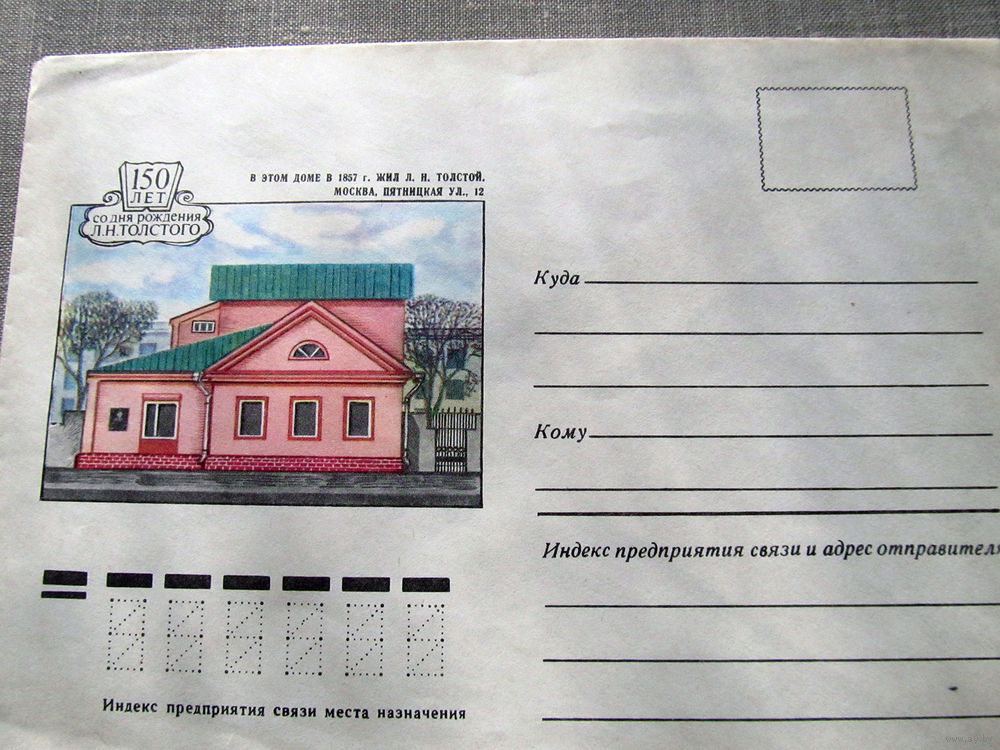 150
ЛЕТ
СО ДНЯ РОЖДЕНИЯ
Л.Н.ТОЛСТОГО
В ЭТОМ ДОМЕ В 1857 г. ЖИЛ Л. Н. ТОЛСТОЙ.
МОСКВА, ПЯТНИЦКАЯ УЛ., 12
Куда
Кому
Индекс предприятия связи и адрес отправителя
Индекс предприятия связи места назначения